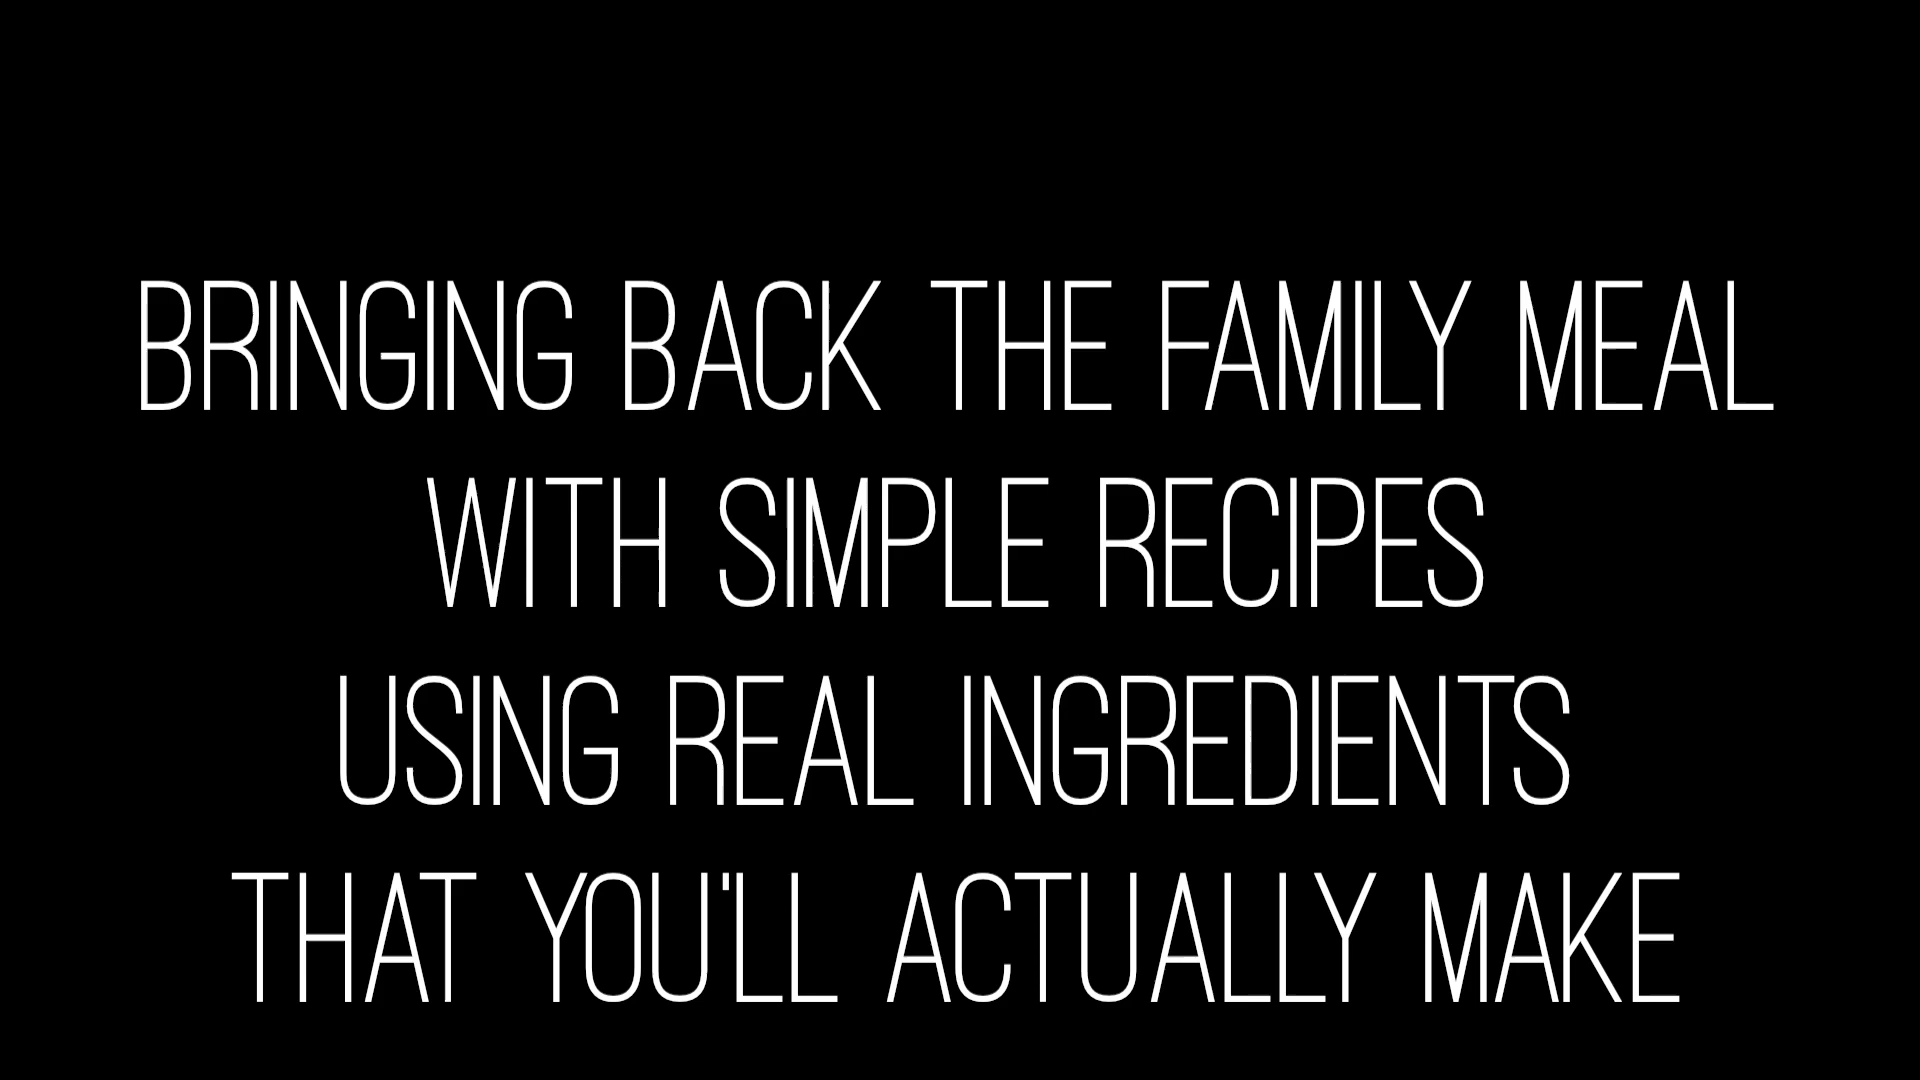 BRINGING BACK THE FAMILY MEAL
WITH SIMPLE RECIPES
USING REAL INGREDIENTS
THAT YOU'LL ACTUALLY MAKE